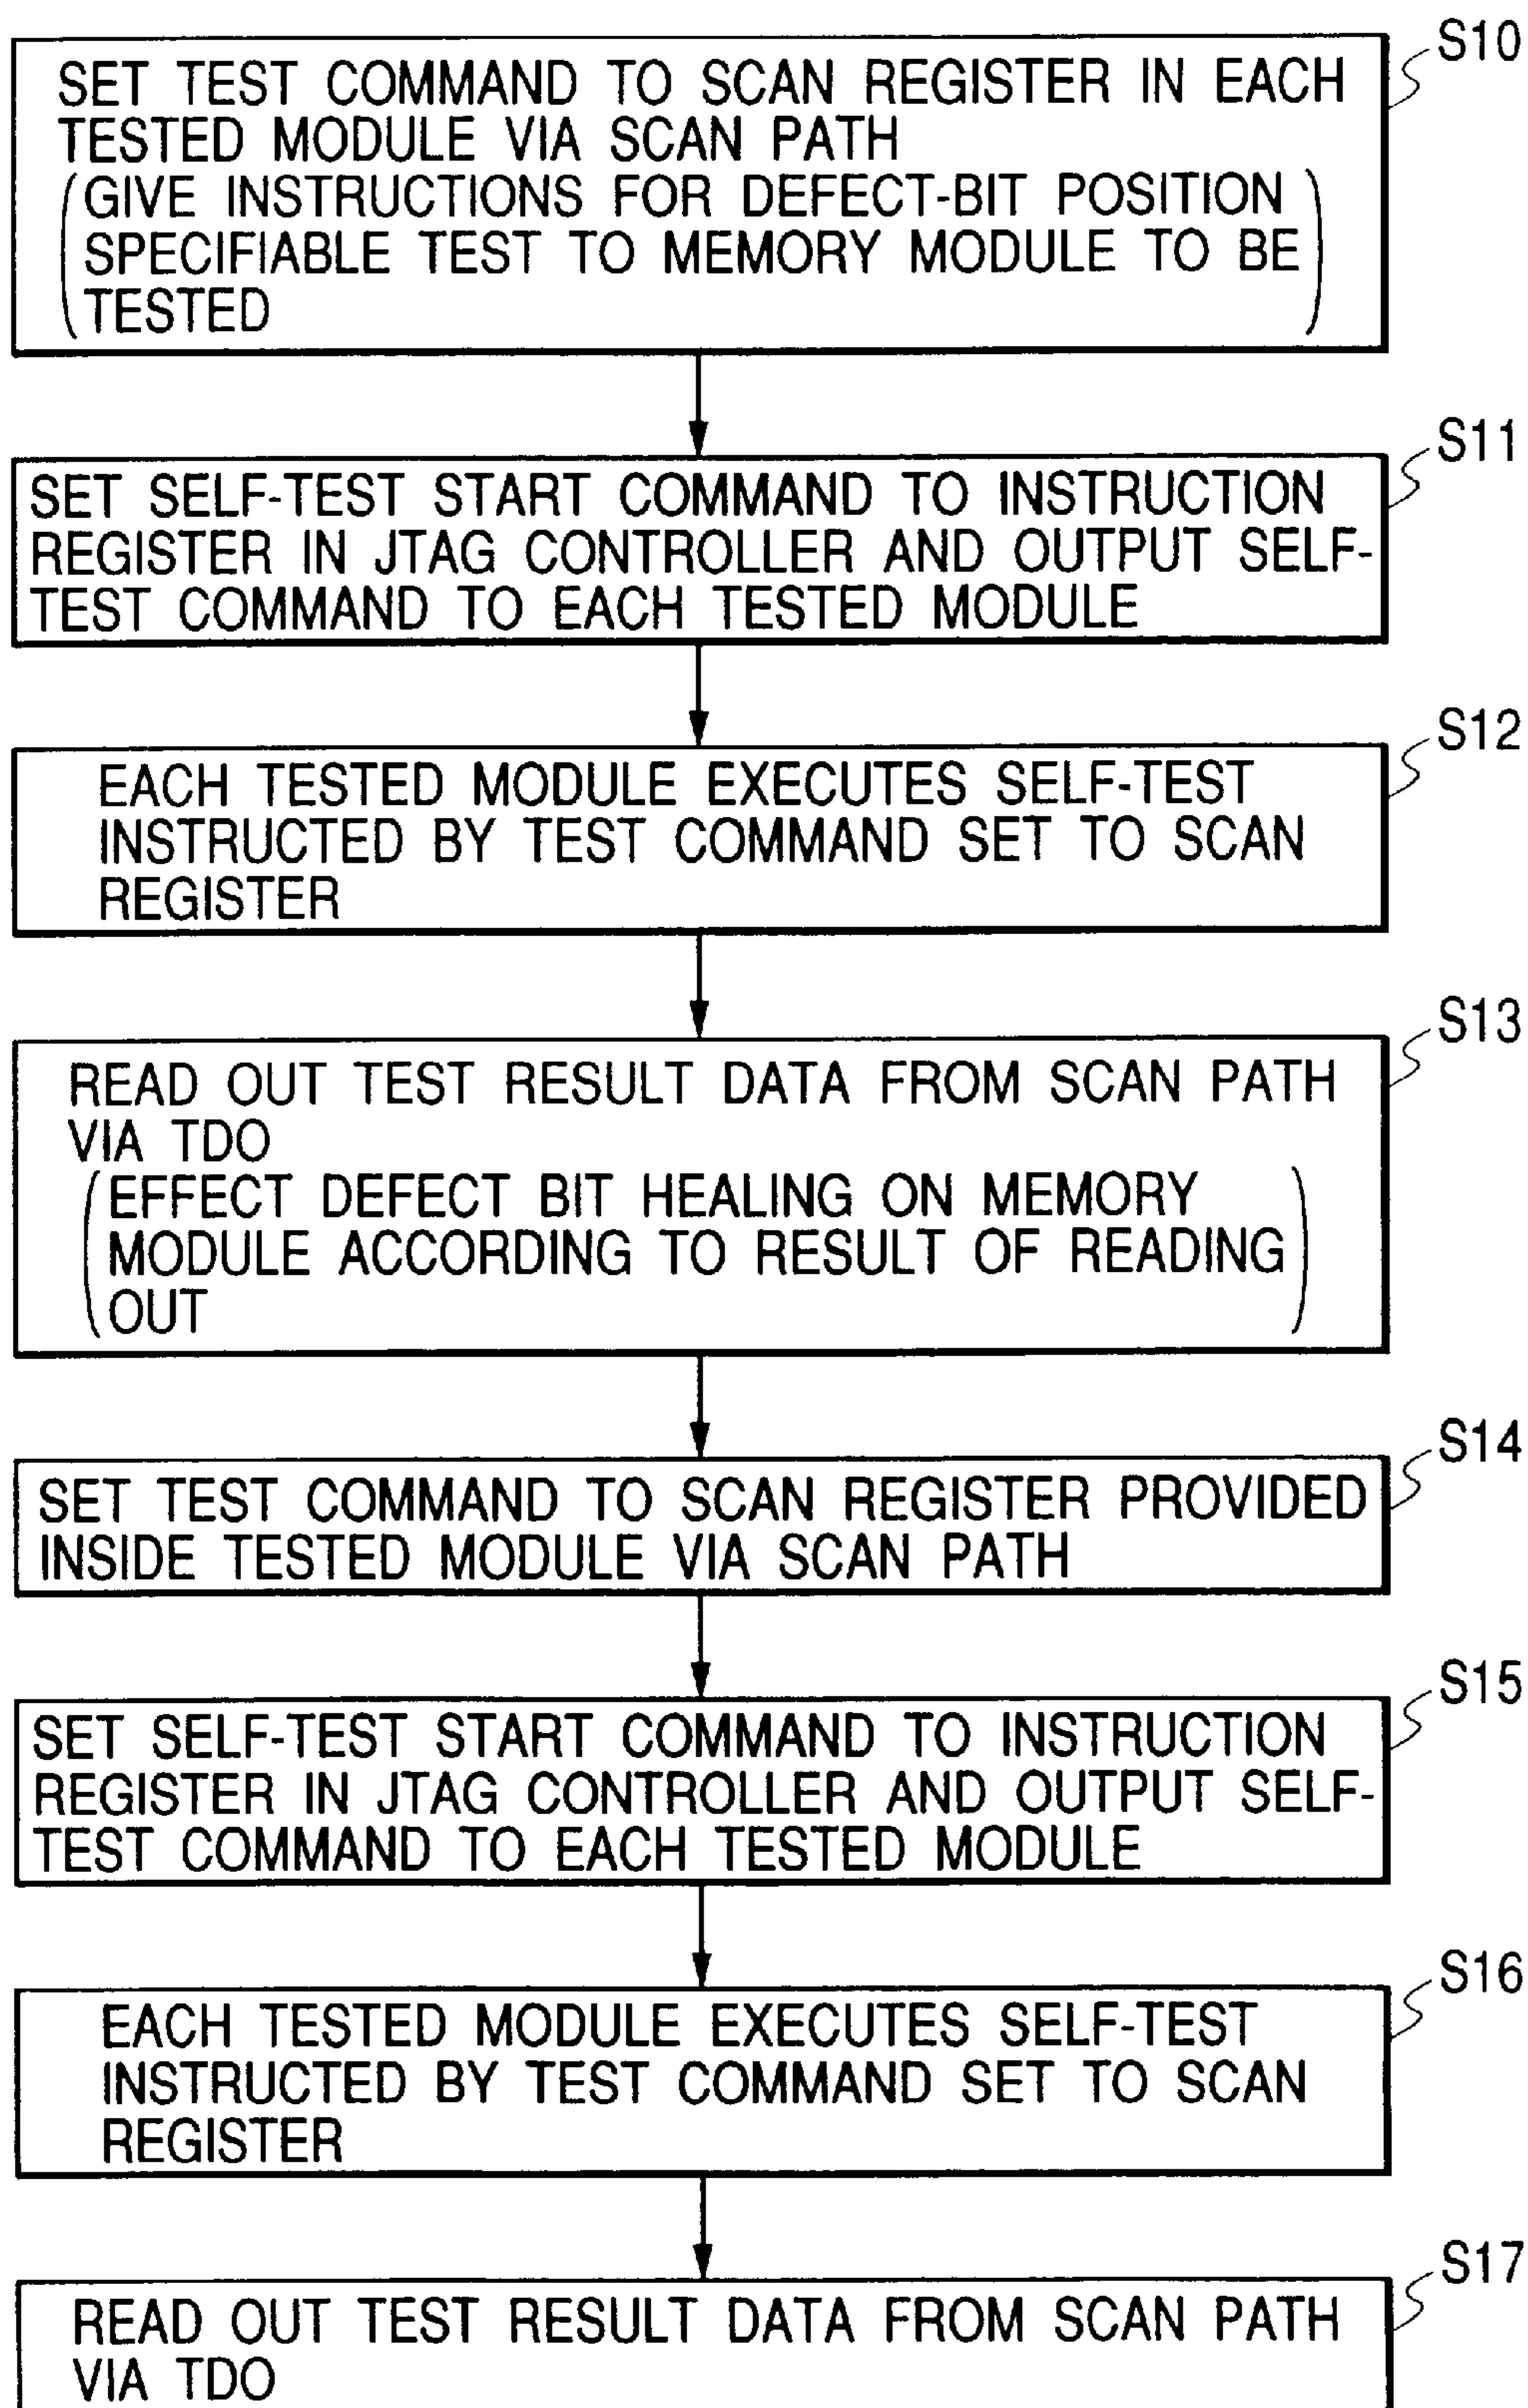 S10
SET TEST COMMAND TO SCAN REGISTER IN EACH
TESTED MODULE VIA SCAN PATH
(GIVE INSTRUCTIONS FOR DEFECT-BIT POSITION
SPECIFIABLE TEST TO MEMORY MODULE TO BE
TESTED)
S11
SET SELF-TEST START COMMAND TO INSTRUCTION
REGISTER IN JTAG CONTROLLER AND OUTPUT SELF-
TEST COMMAND TO EACH TESTED MODULE
S12
EACH TESTED MODULE EXECUTES SELF-TEST
INSTRUCTED BY TEST COMMAND SET TO SCAN
REGISTER
S13
READ OUT TEST RESULT DATA FROM SCAN PATH
VIA TDO
(EFFECT DEFECT BIT HEALING ON MEMORY
MODULE ACCORDING TO RESULT OF READING
OUT)
S14
SET TEST COMMAND TO SCAN REGISTER PROVIDED
INSIDE TESTED MODULE VIA SCAN PATH
S15
SET SELF-TEST START COMMAND TO INSTRUCTION
REGISTER IN JTAG CONTROLLER AND OUTPUT SELF-
TEST COMMAND TO EACH TESTED MODULE
S16
EACH TESTED MODULE EXECUTES SELF-TEST
INSTRUCTED BY TEST COMMAND SET TO SCAN
REGISTER
S17
READ OUT TEST RESULT DATA FROM SCAN PATH
VIA TDO